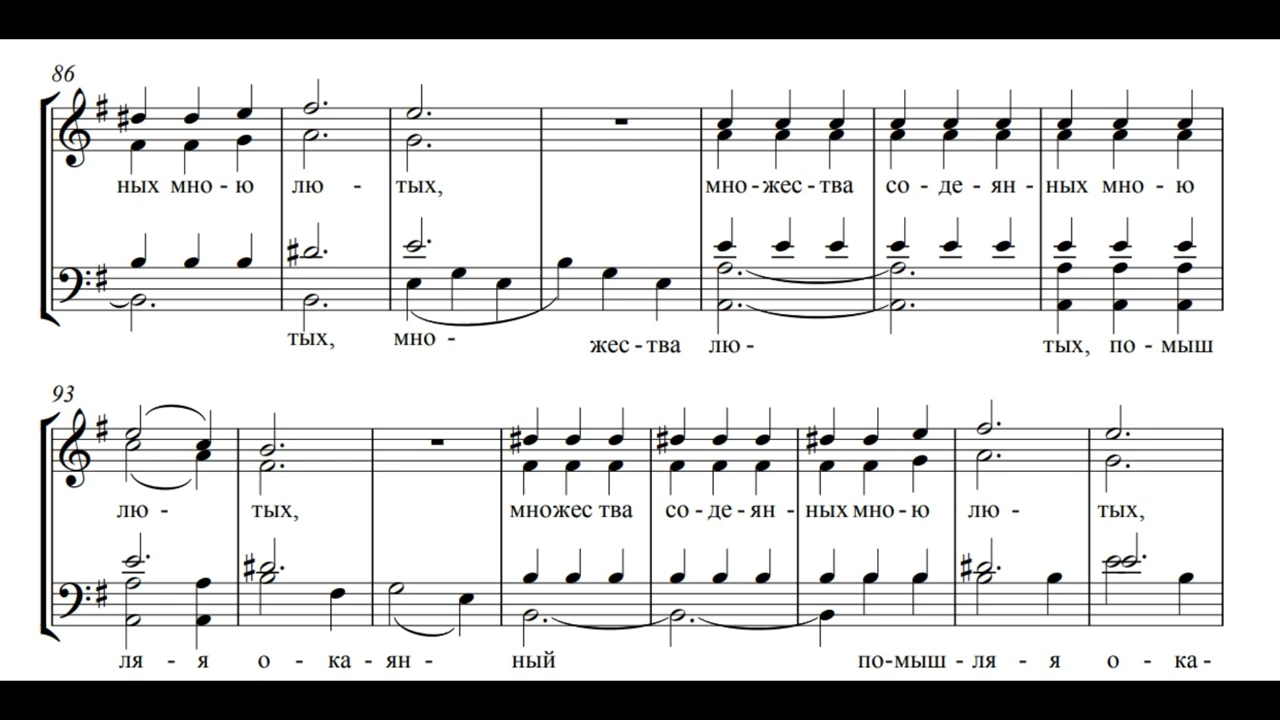 86
ных мно - ю лю - тых, мно - жес - тва со - де - ян - ных мно - ю
тых, мно - жес - тва лю - тых, по - мыш
93
лю - тых, множес тва со - де - ян - ных мно - ю лю - тых,
ля - я о - ка - ян - ный по - мыш - ля - я о - ка -